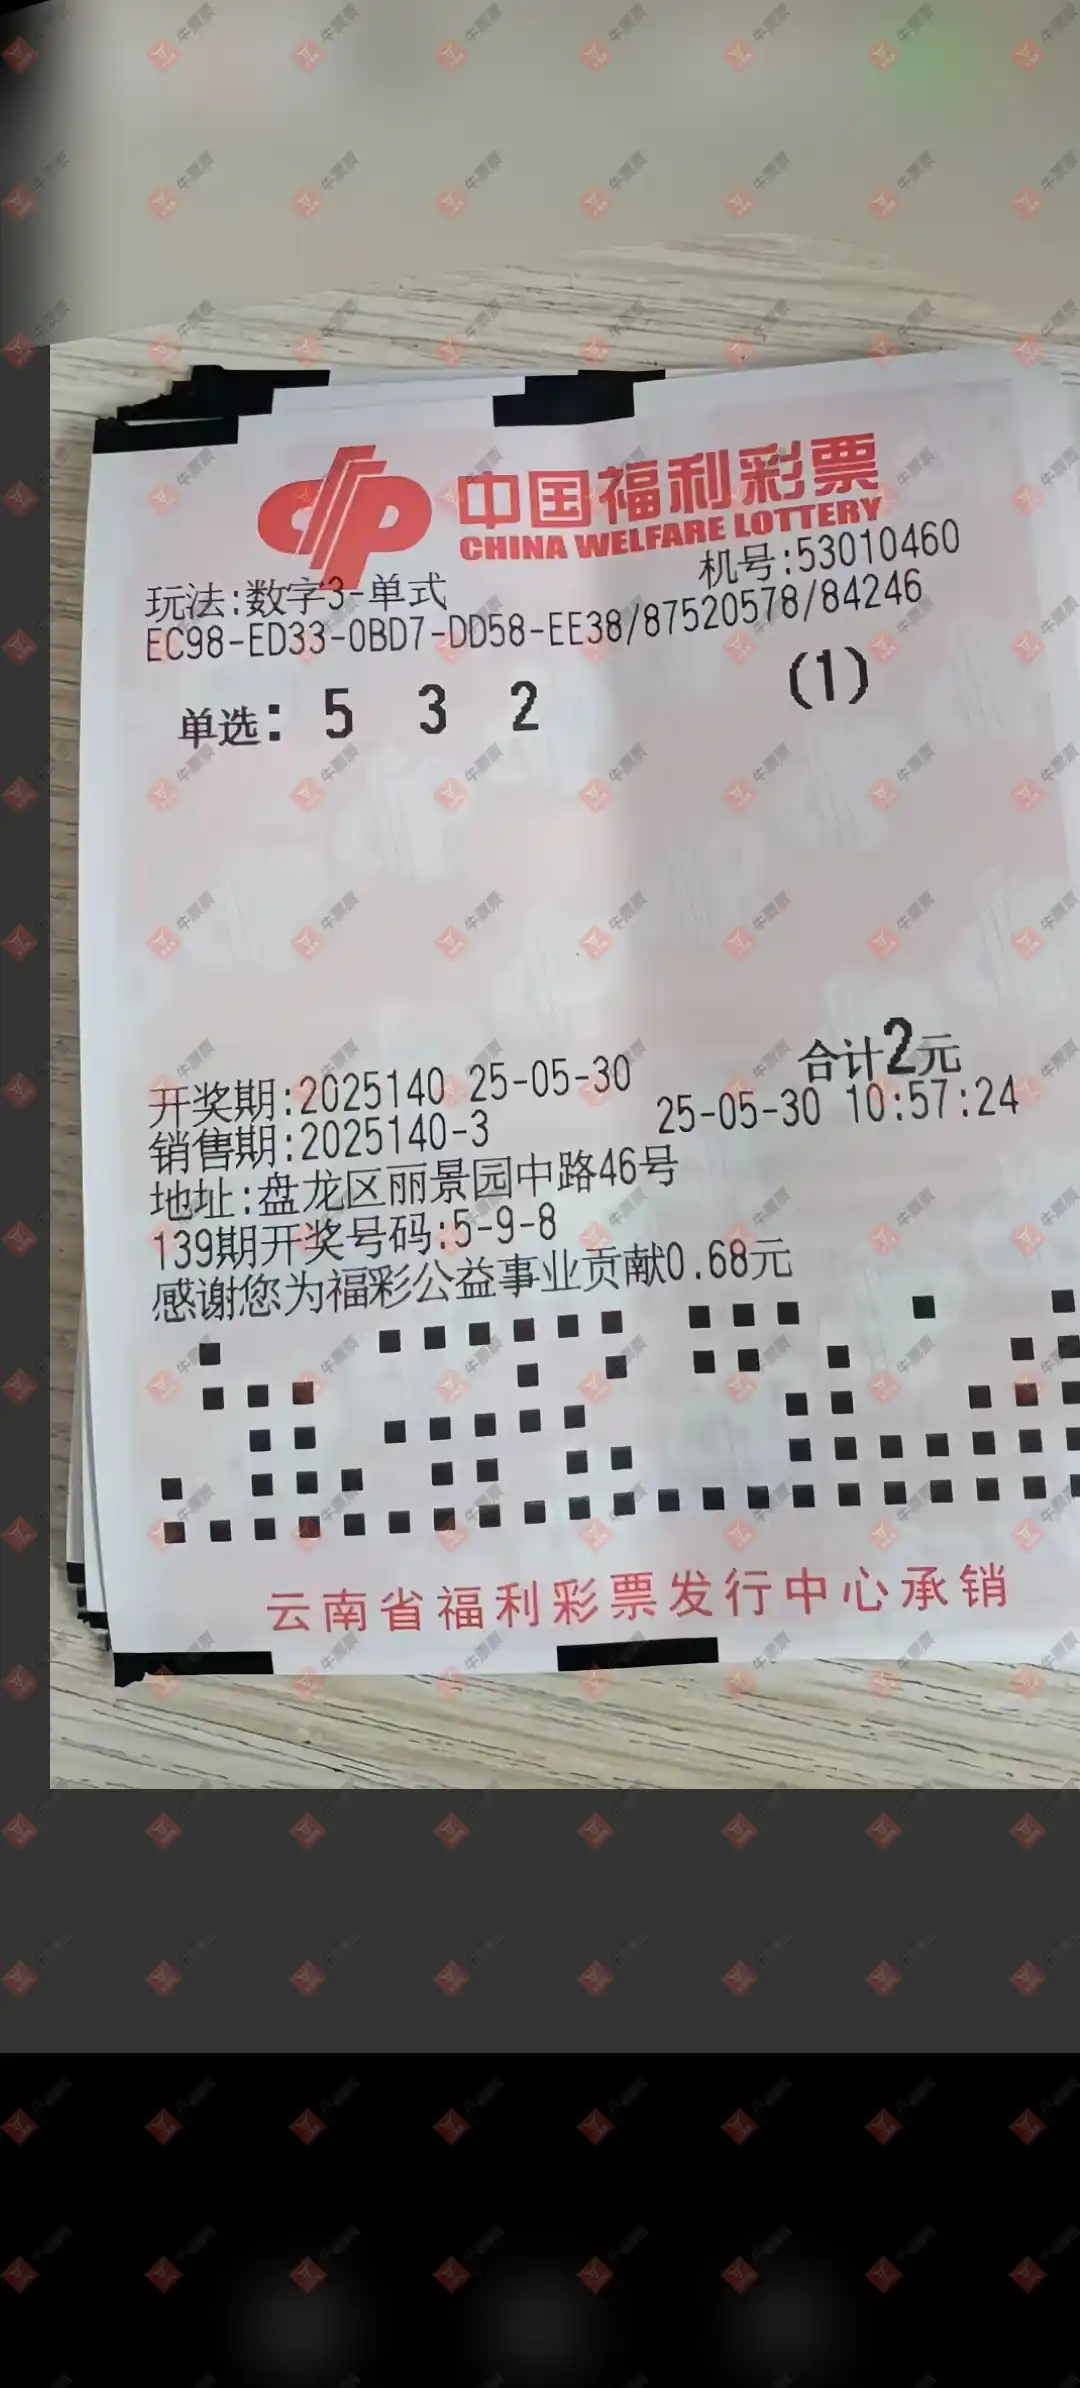 中国福利彩票
CHINA WELFARE LOTTERY
机号:53010460
玩法:数字3-单式
EC98-ED33-0BD7-DD58-EE38/87520578/84246
单选: 5 3 2 (1)
合计2元
开奖期:2025140 25-05-30
销售期:2025140-3 25-05-30 10:57:24
地址:盘龙区丽景园中路46号
139期开奖号码:5-9-8
感谢您为福彩公益事业贡献0.68元
云南省福利彩票发行中心承销